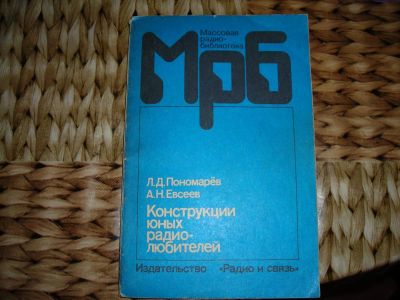 Массовая
радио-
библиотека
Мрб
Л.Д.Пономарёв
А.Н.Евсеев
Конструкции
юных
радио-
любителей
Издательство «Радио и связь»